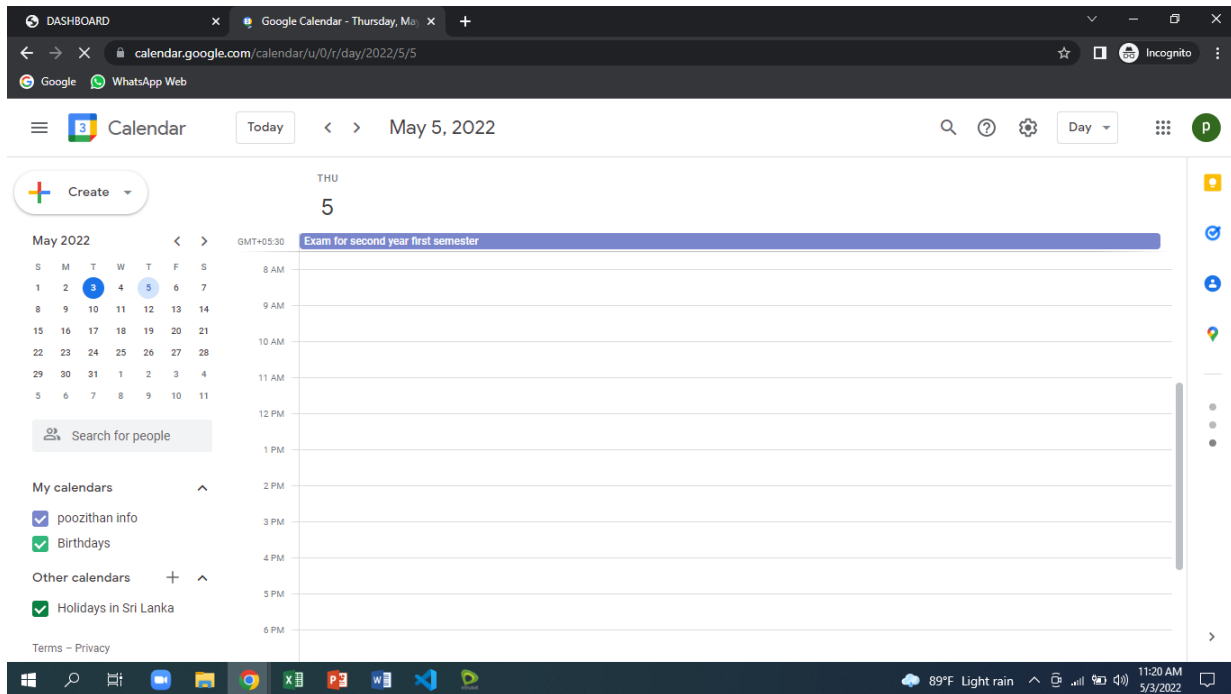 DASHBOARD
Google Calendar - Thursday, May
calendar.google.com/calendar/u/0/r/day/2022/5/5
Incognito
Google WhatsApp Web
3 Calendar Today May 5, 2022 Day p
Create
THU
5
May 2022
GMT+05:30 Exam for second year first semester
S M T W T F S
1 2 3 4 5 6 7
8 9 10 11 12 13 14
15 16 17 18 19 20 21
22 23 24 25 26 27 28
29 30 31 1 2 3 4
5 6 7 8 9 10 11
8 AM
9 AM
10 AM
11 AM
12 PM
1 PM
2 PM
3 PM
4 PM
5 PM
6 PM
Search for people
My calendars
poozithan info
Birthdays
Other calendars
Holidays in Sri Lanka
Terms – Privacy
89°F Light rain
11:20 AM
5/3/2022